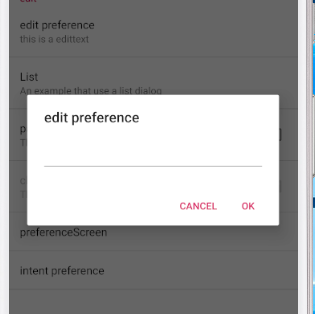 edit preference
this is a edittext
List
An example that use a list dialog
edit preference
CANCEL
OK
preferenceScreen
intent preference